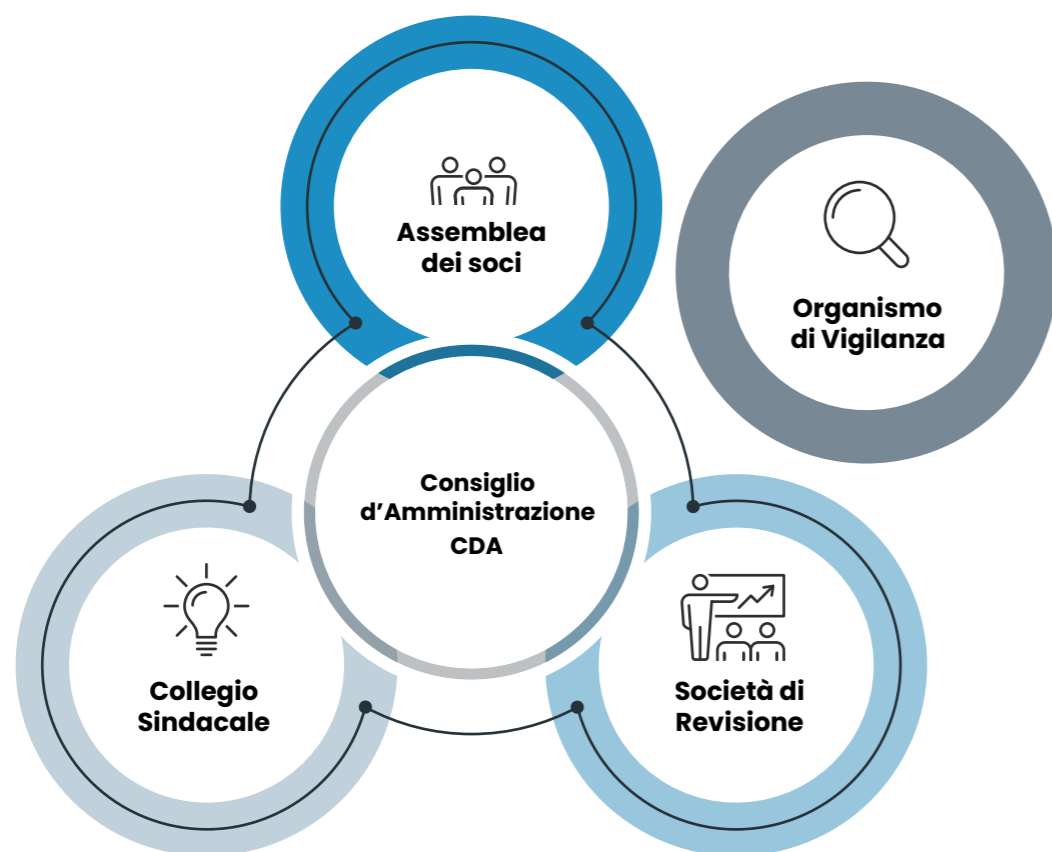 Assemblea
dei soci
Organismo
di Vigilanza
Consiglio
d’Amministrazione
CDA
Collegio
Sindacale
Società di
Revisione